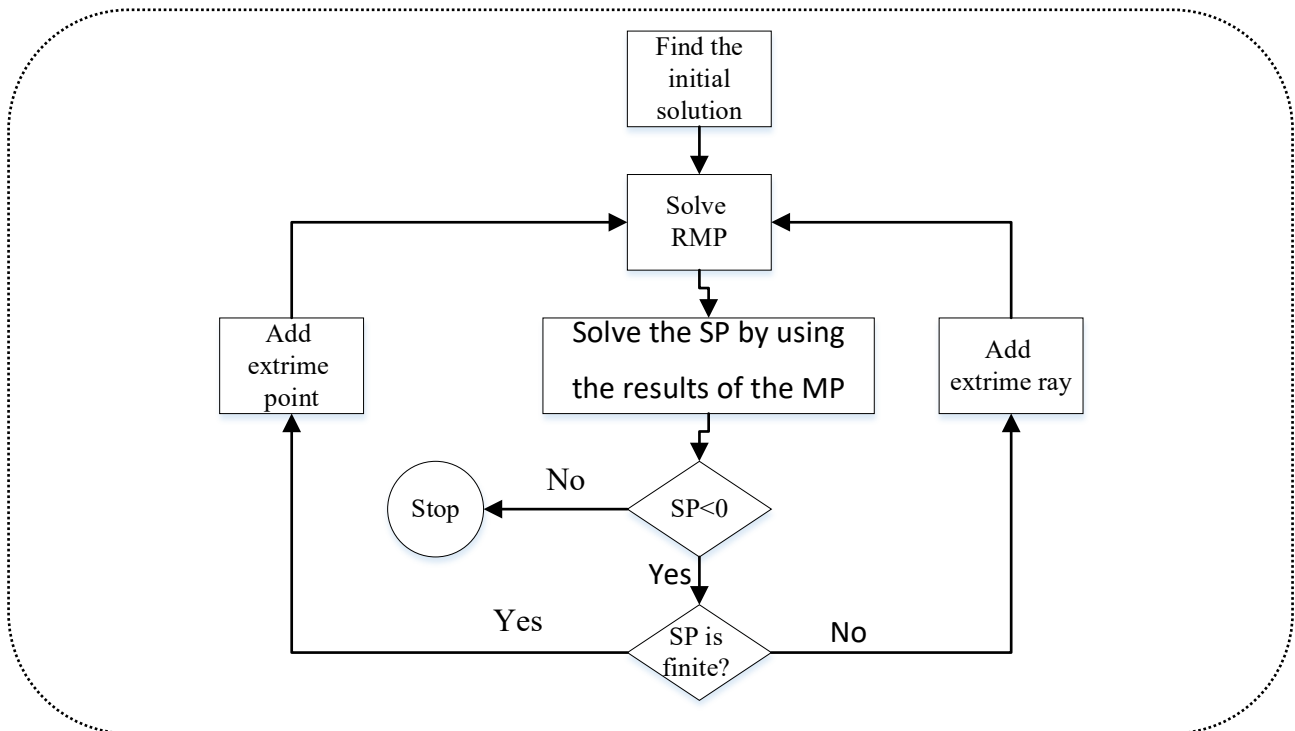 Find the
initial
solution
Solve
RMP
Add
extrime
point
Solve the SP by using
the results of the MP
Add
extrime ray
Stop
No
SP<0
Yes
Yes
SP is
finite?
No